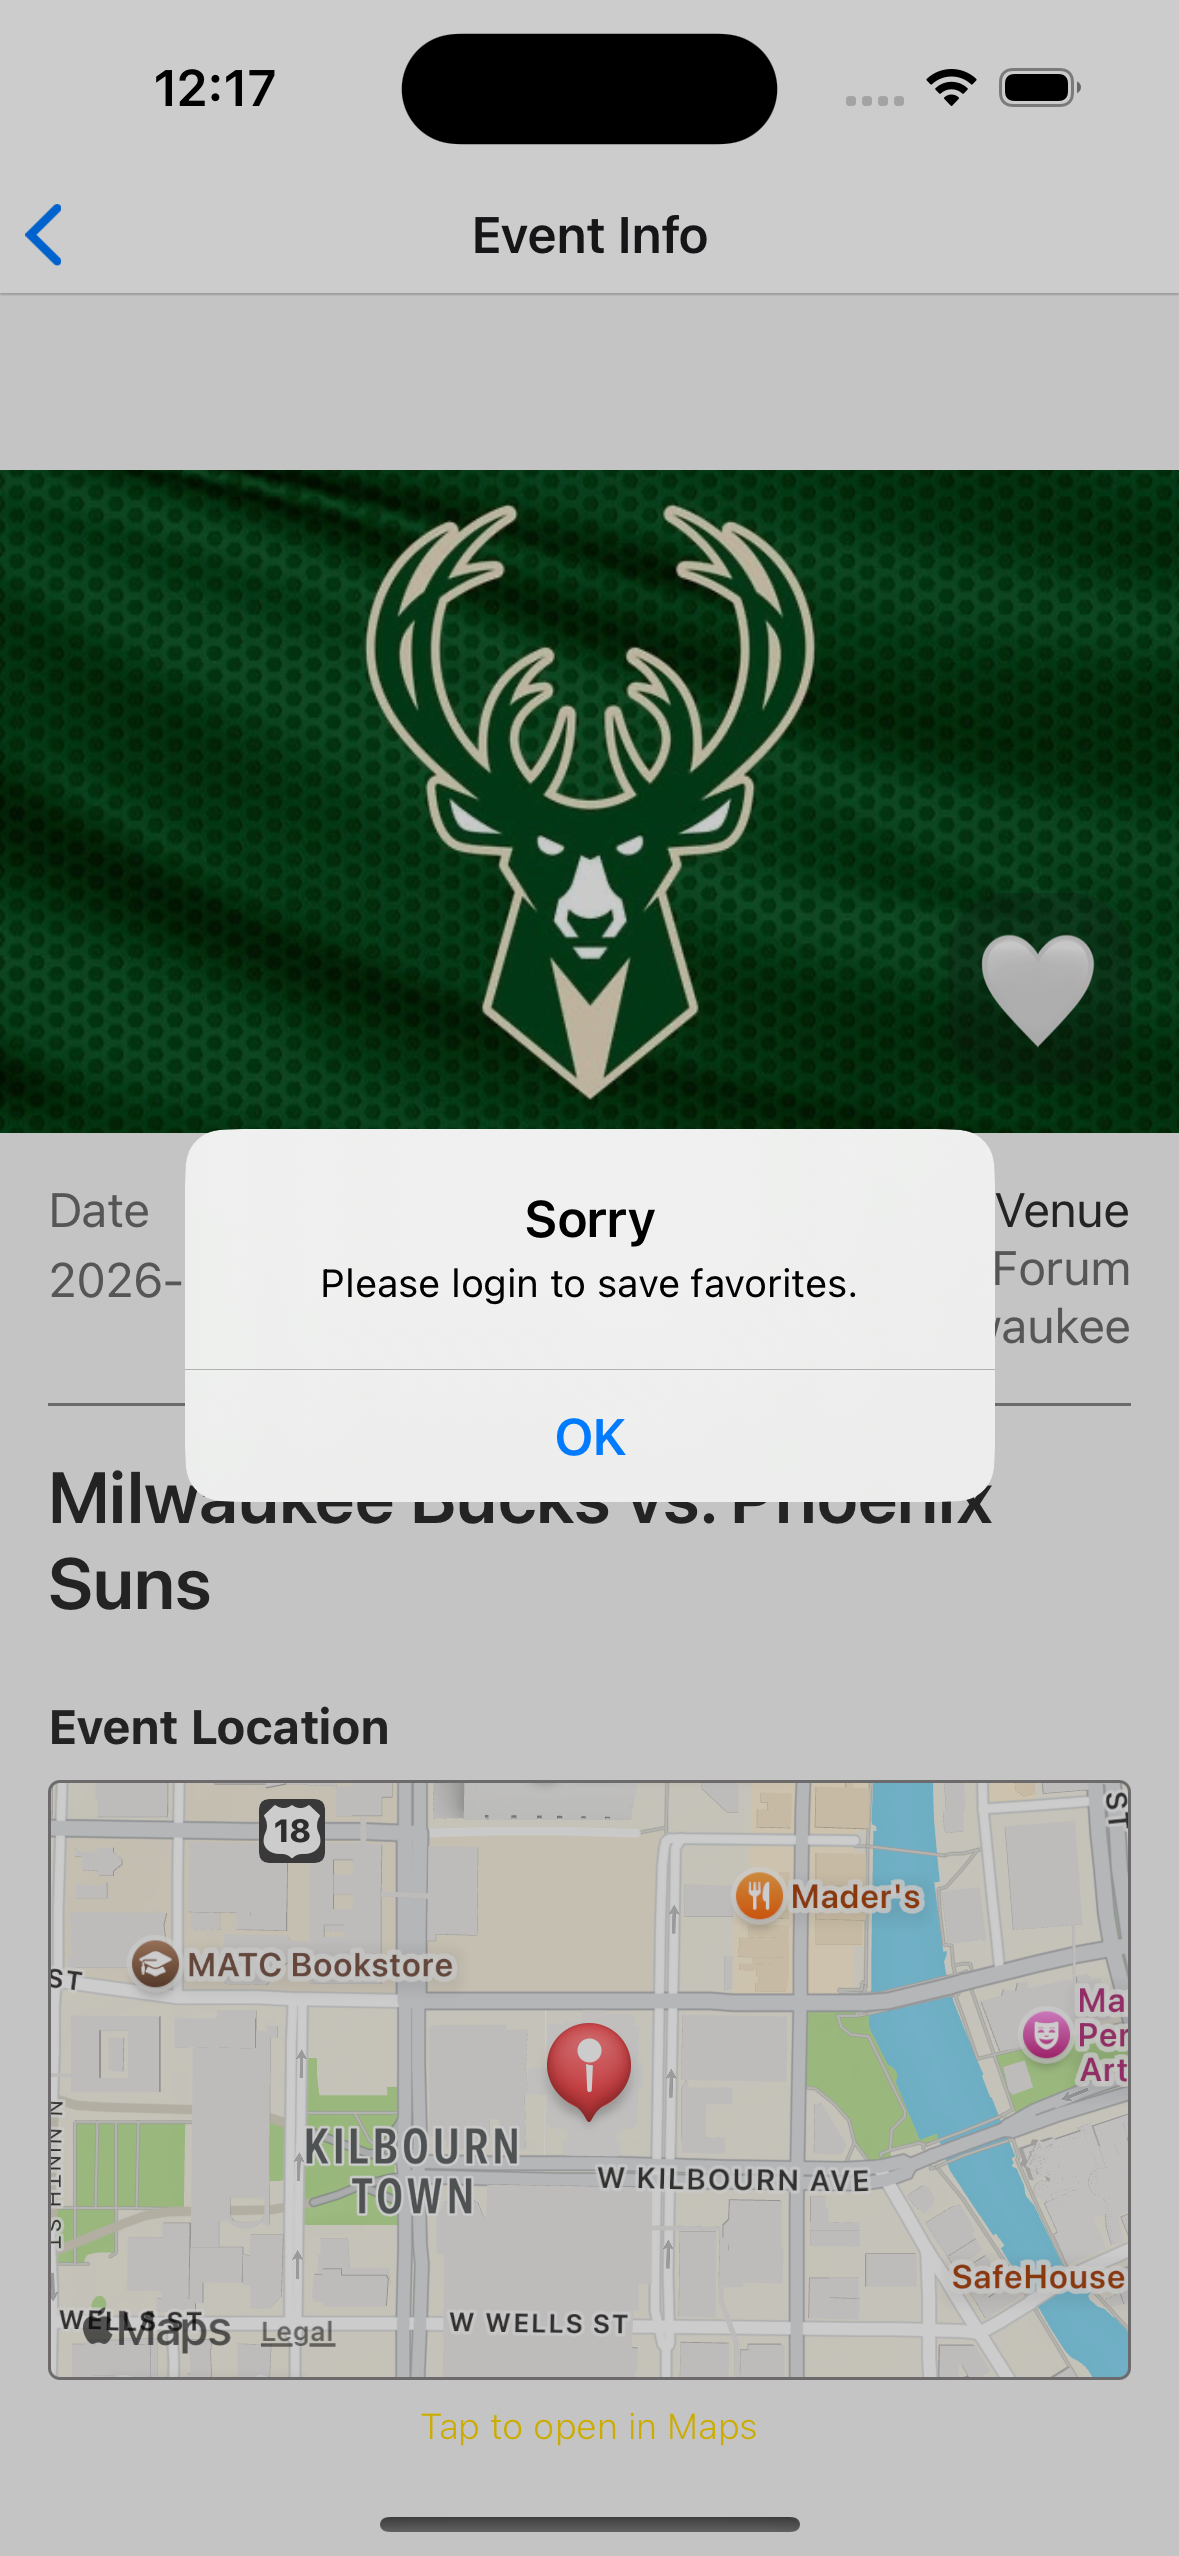 12:17
Event Info
Sorry
Please login to save favorites.
OK
Date
2026-
Venue
Forum
waukee
Milwaukee Bucks vs. Phoenix
Suns
Event Location
18
ST
Mader's
MATC Bookstore
ST
Ma
Per
Art
N NINTH ST
KILBOURN
TOWN
W KILBOURN AVE
SafeHouse
WELLS ST
Maps
Legal
W WELLS ST
Tap to open in Maps